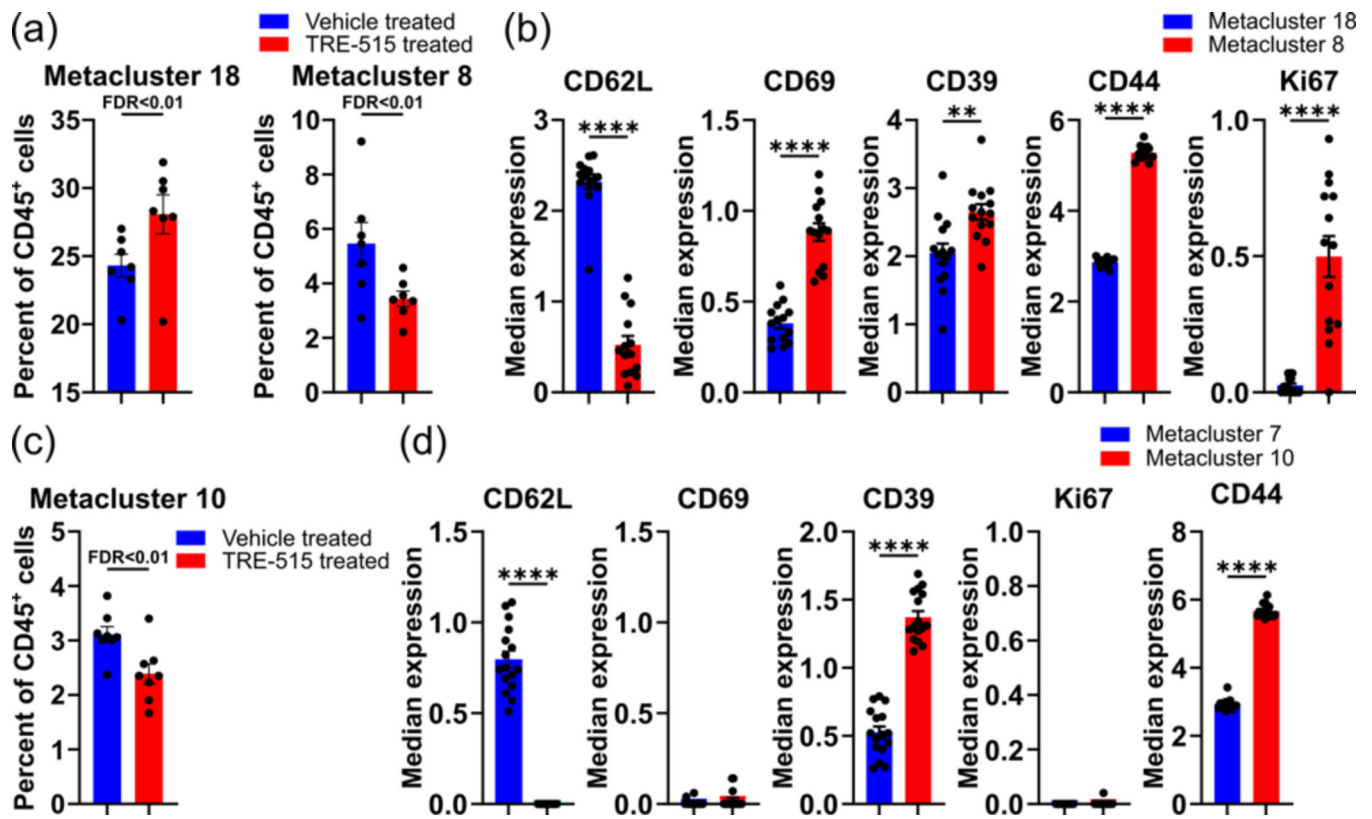 (a)
Vehicle treated
TRE-515 treated
Metacluster 18
FDR<0.01
Percent of CD45⁺ cells
35
30
25
20
15
Metacluster 8
FDR<0.01
Percent of CD45⁺ cells
10
8
6
4
2
0
(b)
Metacluster 18
Metacluster 8
CD62L
****
Median expression
3
2
1
0
CD69
****
Median expression
1.5
1.0
0.5
0.0
CD39
**
Median expression
4
3
2
1
0
CD44
****
Median expression
6
4
2
0
Ki67
****
Median expression
1.0
0.5
0.0
(c)
Metacluster 10
Vehicle treated
TRE-515 treated
FDR<0.01
Percent of CD45⁺ cells
5
4
3
2
1
0
(d)
Metacluster 7
Metacluster 10
CD62L
****
Median expression
1.5
1.0
0.5
0.0
CD69
Median expression
1.5
1.0
0.5
0.0
CD39
****
Median expression
2.0
1.5
1.0
0.5
0.0
Ki67
Median expression
1.0
0.8
0.6
0.4
0.2
0.0
CD44
****
Median expression
8
6
4
2
0